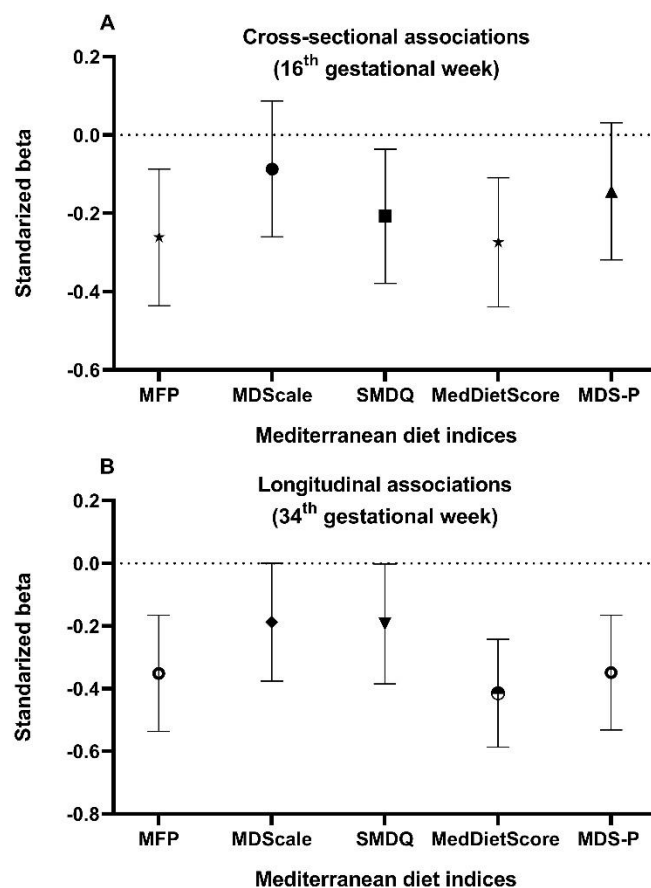 A
Cross-sectional associations
(16th gestational week)
Standarized beta
0.2
0.0
-0.2
-0.4
-0.6
MFP MDScale SMDQ MedDietScore MDS-P
Mediterranean diet indices
B
Longitudinal associations
(34th gestational week)
Standarized beta
0.2
0.0
-0.2
-0.4
-0.6
-0.8
MFP MDScale SMDQ MedDietScore MDS-P
Mediterranean diet indices